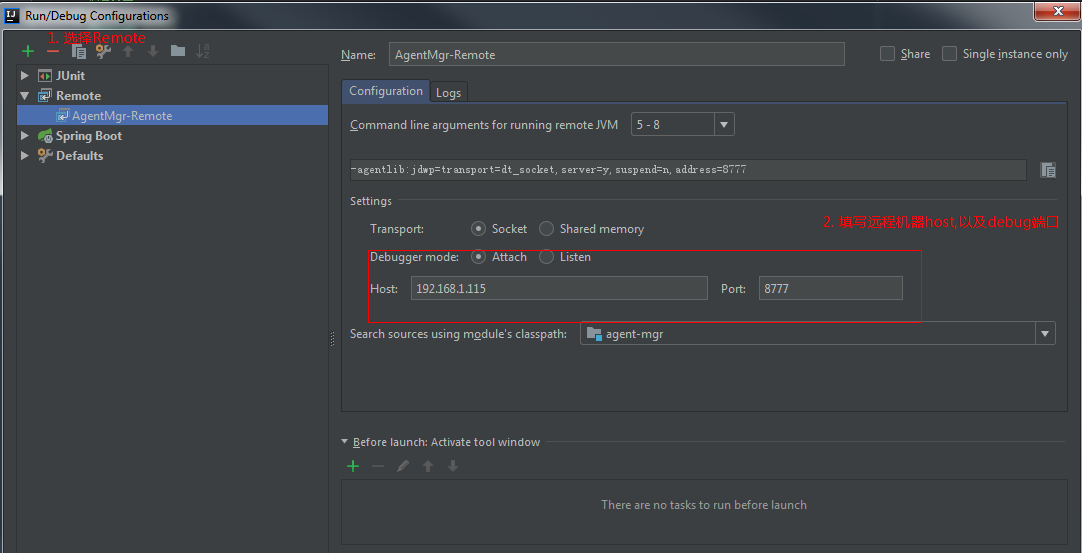 Run/Debug Configurations
1. 选择Remote
Name: AgentMgr-Remote Share Single instance only
JUnit
Remote
AgentMgr-Remote
Spring Boot
Defaults
Configuration Logs
Command line arguments for running remote JVM 5 - 8
-agentlib:jdwp=transport=dt_socket,server=y,suspend=n,address=8777
Settings
2. 填写远程机器host,以及debug端口
Transport: Socket Shared memory
Debugger mode: Attach Listen
Host: 192.168.1.115 Port: 8777
Search sources using module's classpath: agent-mgr
Before launch: Activate tool window
There are no tasks to run before launch